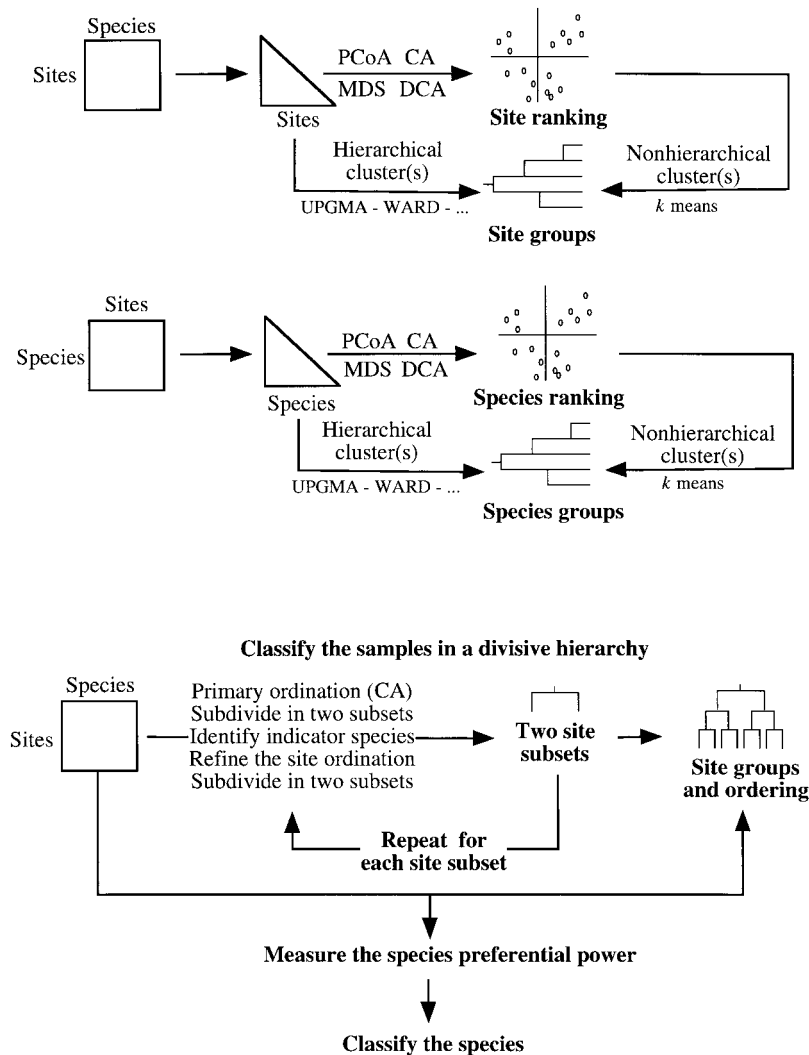 Species
Sites
PCoA CA
MDS DCA
Sites
Site ranking
Hierarchical
cluster(s)
UPGMA - WARD - ...
Nonhierarchical
cluster(s)
k means
Site groups
Sites
Species
PCoA CA
MDS DCA
Species
Species ranking
Hierarchical
cluster(s)
UPGMA - WARD - ...
Nonhierarchical
cluster(s)
k means
Species groups
Classify the samples in a divisive hierarchy
Species
Sites
Primary ordination (CA)
Subdivide in two subsets
Identify indicator species
Refine the site ordination
Subdivide in two subsets
Two site
subsets
Site groups
and ordering
Repeat for
each site subset
Measure the species preferential power
Classify the species